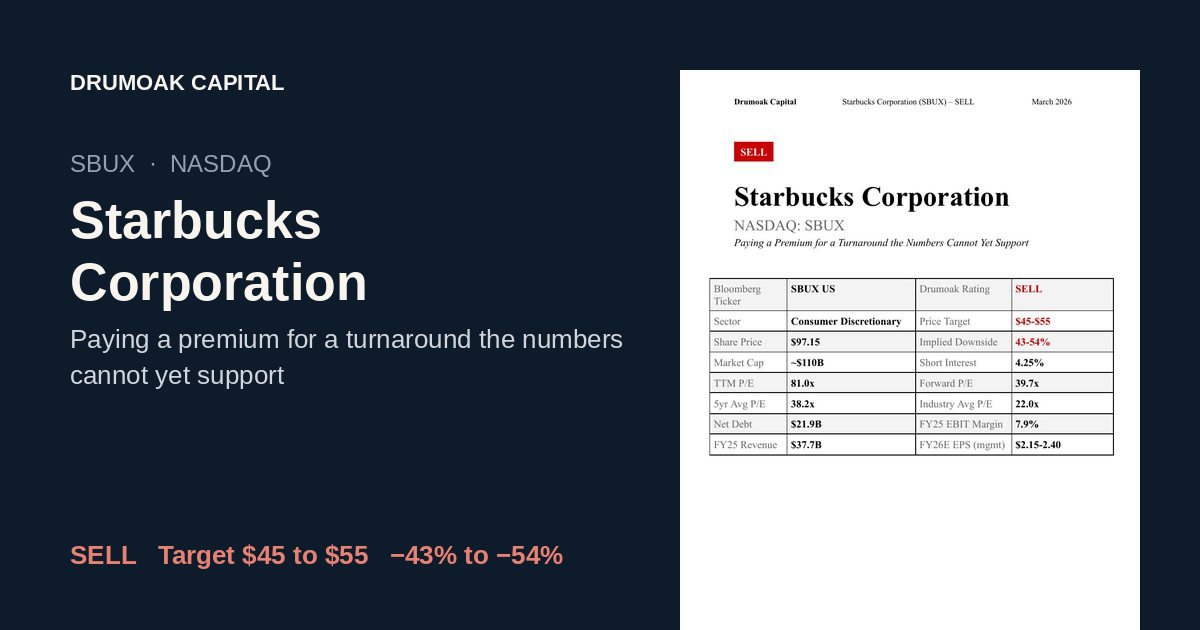 DRUMOAK CAPITAL
SBUX · NASDAQ
Starbucks
Corporation
Paying a premium for a turnaround the numbers
cannot yet support
SELL Target $45 to $55 −43% to −54%
Drumoak Capital Starbucks Corporation (SBUX) – SELL March 2026
SELL
Starbucks Corporation
NASDAQ: SBUX
Paying a Premium for a Turnaround the Numbers Cannot Yet Support
Bloomberg Ticker SBUX US Drumoak Rating SELL
Sector Consumer Discretionary Price Target $45-$55
Share Price $97.15 Implied Downside 43-54%
Market Cap ~$110B Short Interest 4.25%
TTM P/E 81.0x Forward P/E 39.7x
5yr Avg P/E 38.2x Industry Avg P/E 22.0x
Net Debt $21.9B FY25 EBIT Margin 7.9%
FY25 Revenue $37.7B FY26E EPS (mgmt) $2.15-2.40